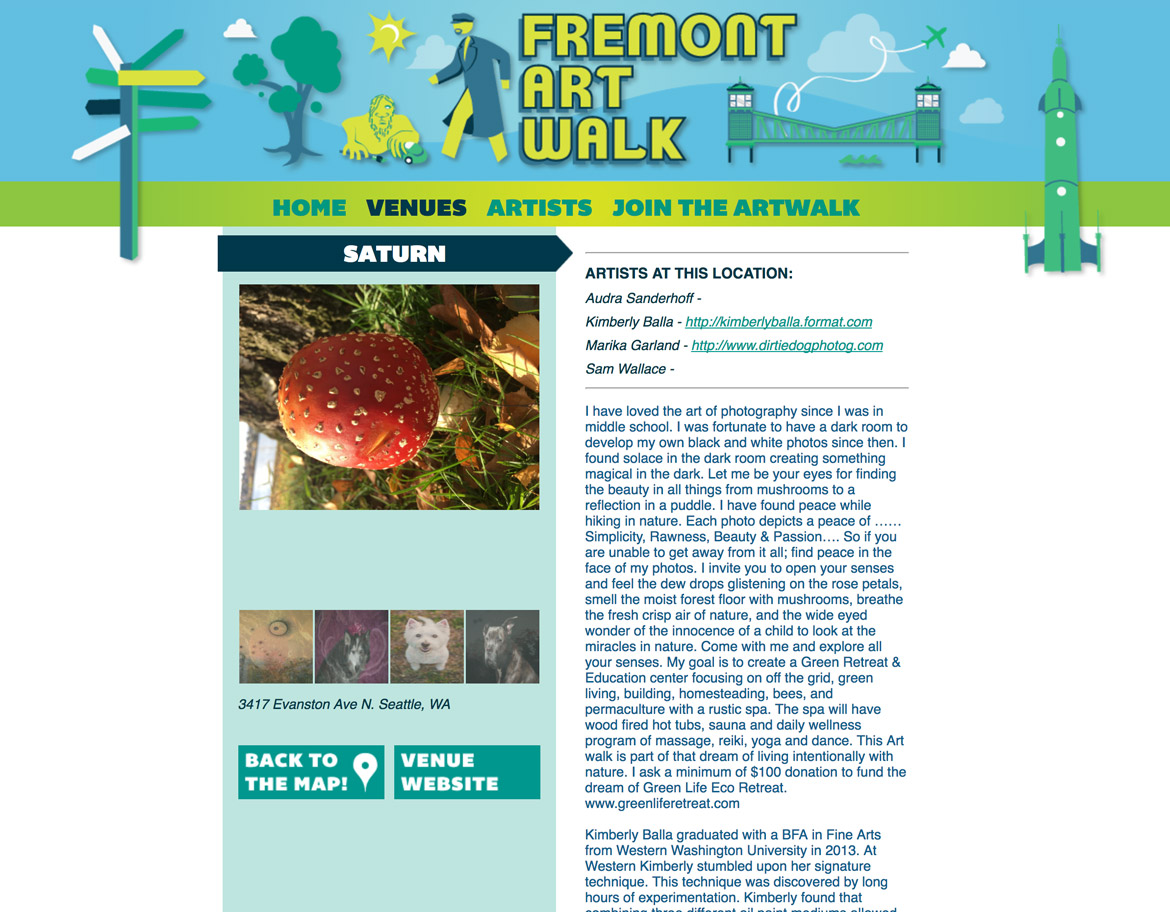 FREMONT
ART
WALK
HOME VENUES ARTISTS JOIN THE ARTWALK
SATURN
3417 Evanston Ave N. Seattle, WA
BACK TO
THE MAP!
VENUE
WEBSITE
ARTISTS AT THIS LOCATION:
Audra Sanderhoff -
Kimberly Balla - http://kimberlyballa.format.com
Marika Garland - http://www.dirtiedogphotog.com
Sam Wallace -
I have loved the art of photography since I was in
middle school. I was fortunate to have a dark room to
develop my own black and white photos since then. I
found solace in the dark room creating something
magical in the dark. Let me be your eyes for finding
the beauty in all things from mushrooms to a
reflection in a puddle. I have found peace while
hiking in nature. Each photo depicts a peace of ……
Simplicity, Rawness, Beauty & Passion…. So if you
are unable to get away from it all; find peace in the
face of my photos. I invite you to open your senses
and feel the dew drops glistening on the rose petals,
smell the moist forest floor with mushrooms, breathe
the fresh crisp air of nature, and the wide eyed
wonder of the innocence of a child to look at the
miracles in nature. Come with me and explore all
your senses. My goal is to create a Green Retreat &
Education center focusing on off the grid, green
living, building, homesteading, bees, and
permaculture with a rustic spa. The spa will have
wood fired hot tubs, sauna and daily wellness
program of massage, reiki, yoga and dance. This Art
walk is part of that dream of living intentionally with
nature. I ask a minimum of $100 donation to fund the
dream of Green Life Eco Retreat.
www.greenliferetreat.com
Kimberly Balla graduated with a BFA in Fine Arts
from Western Washington University in 2013. At
Western Kimberly stumbled upon her signature
technique. This technique was discovered by long
hours of experimentation. Kimberly found that
combining three different oil paint mediums allowed